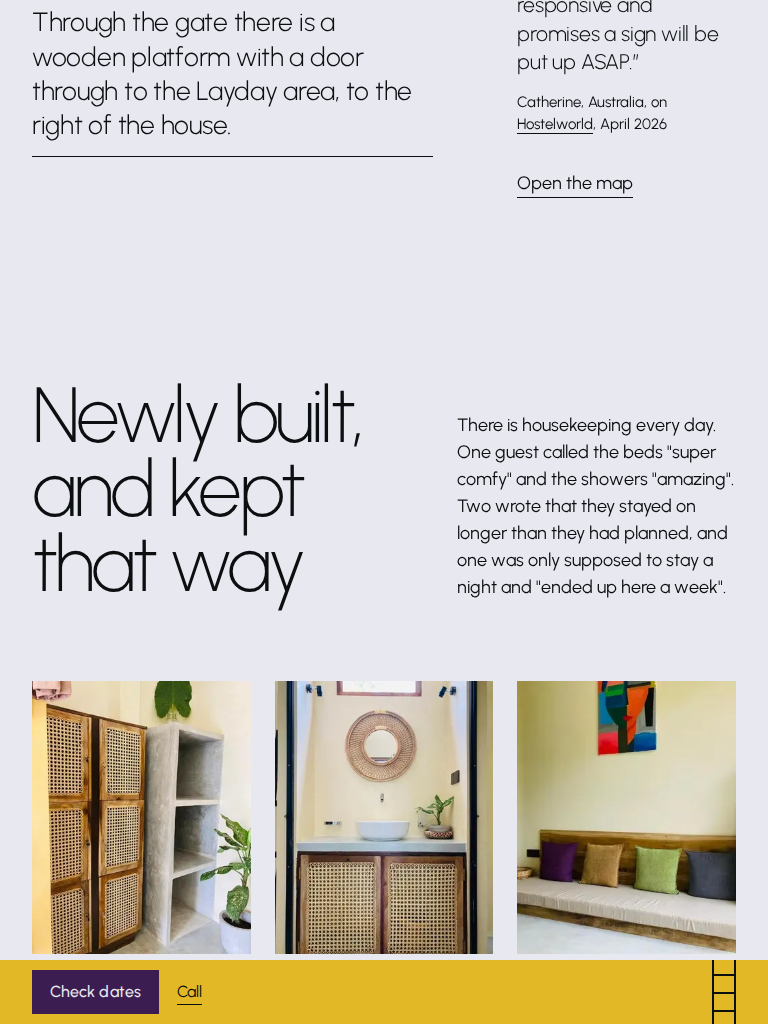 Through the gate there is a
wooden platform with a door
through to the Layday area, to the
right of the house.
responsive and
promises a sign will be
put up ASAP.”
Catherine, Australia, on
Hostelworld, April 2026
Open the map
Newly built,
and kept
that way
There is housekeeping every day.
One guest called the beds "super
comfy" and the showers "amazing".
Two wrote that they stayed on
longer than they had planned, and
one was only supposed to stay a
night and "ended up here a week".
Check dates
Call